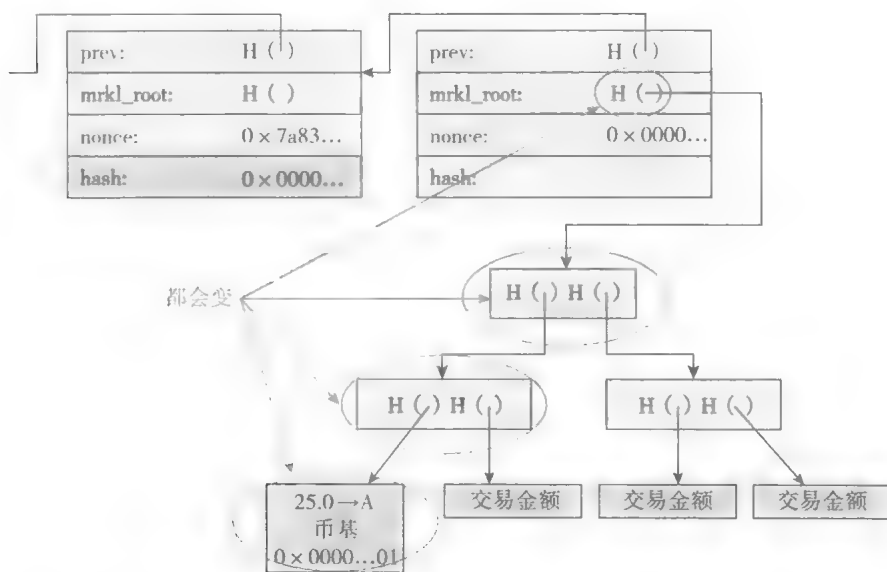 prev: H ( )
mrkl_root: H ( )
nonce: 0×7a83...
hash: 0×0000...
prev: H ( )
mrkl_root: H ( )
nonce: 0×0000...
hash:
都会变
H ( ) H ( )
H ( ) H ( )
H ( ) H ( )
25.0→A
币基
0×0000...01
交易金额
交易金额
交易金额